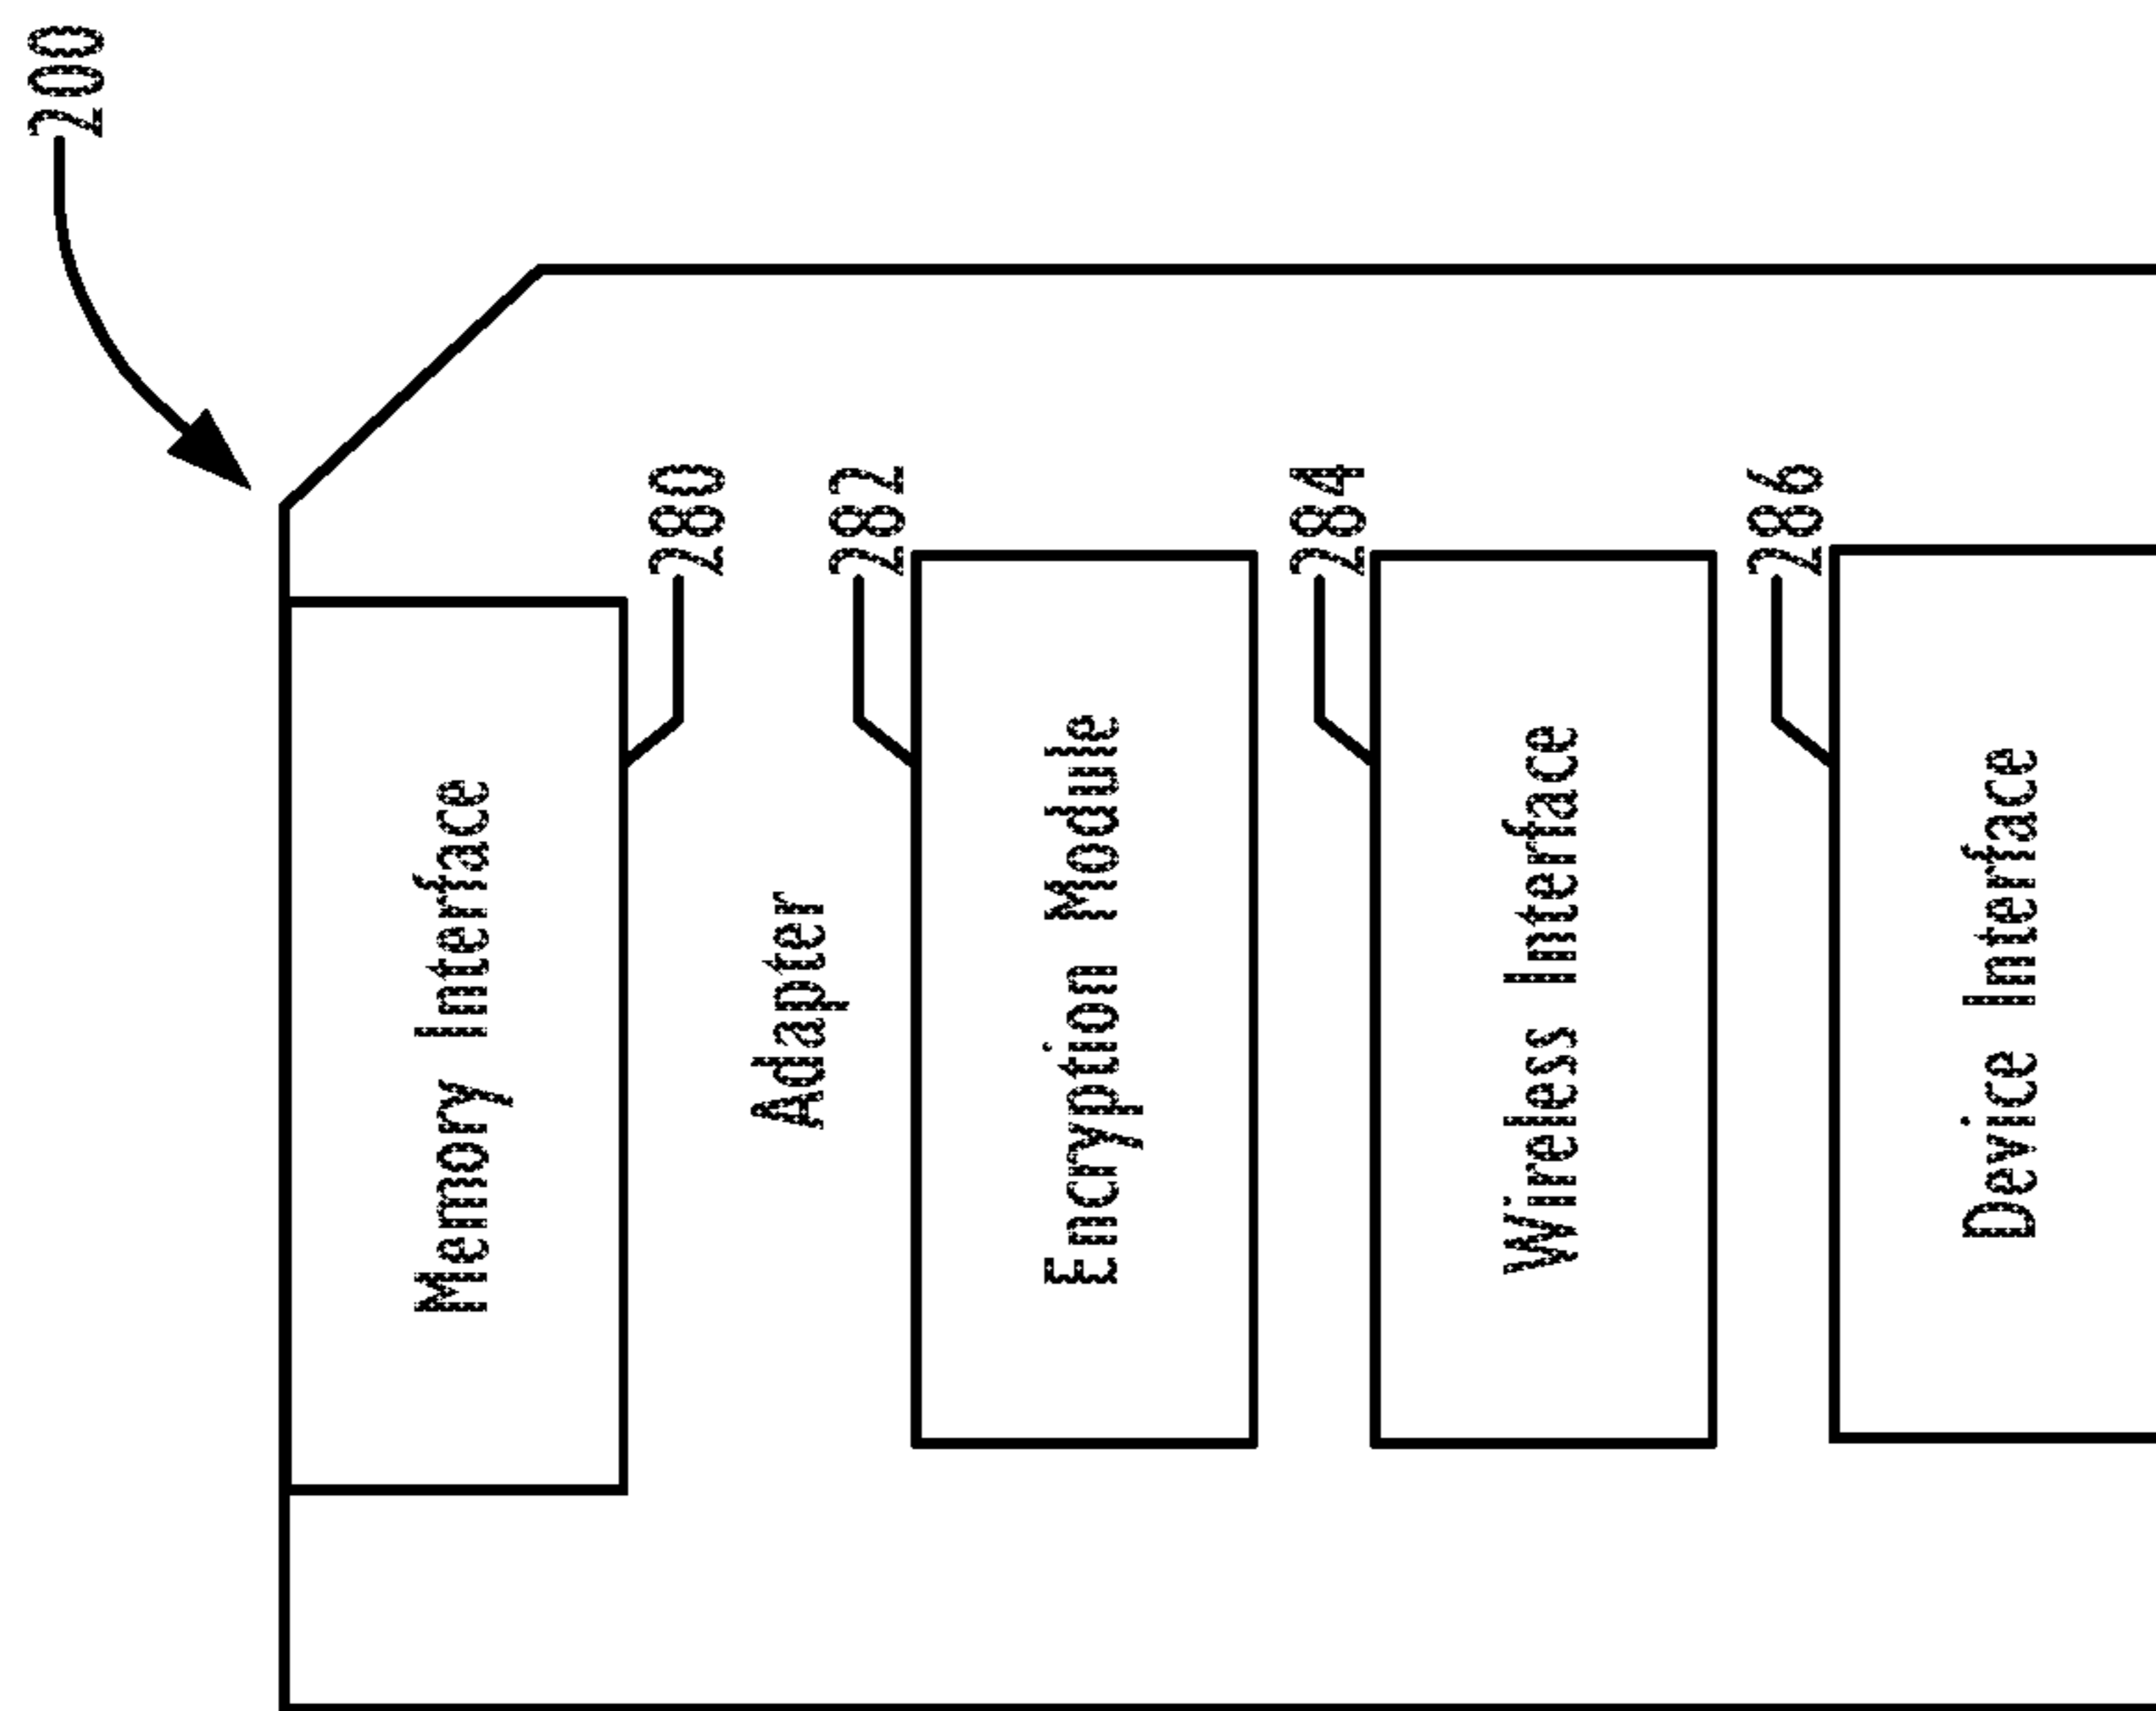 200
280
Memory Interface
Adapter
282
Encryption Module
284
Wireless Interface
286
Device Interface